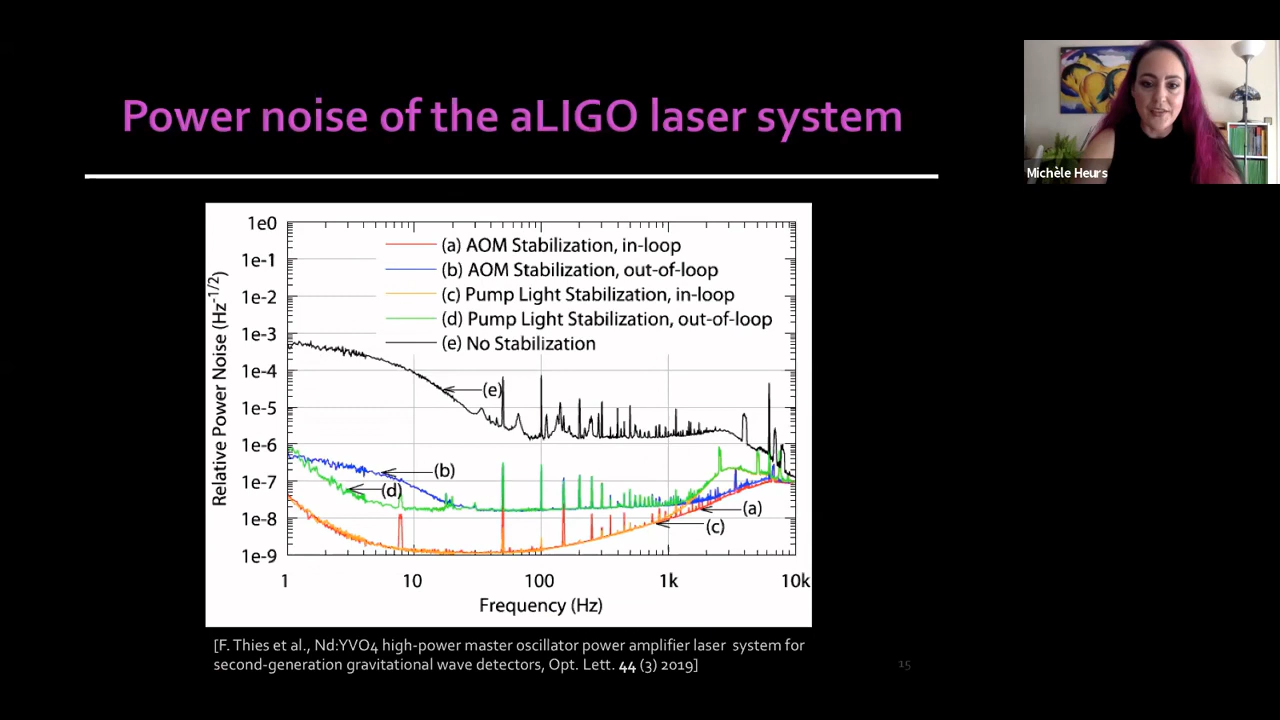 Power noise of the aLIGO laser system
Michèle Heurs
1e0
1e-1
1e-2
1e-3
1e-4
1e-5
1e-6
1e-7
1e-8
1e-9
Relative Power Noise (Hz-1/2)
(a) AOM Stabilization, in-loop
(b) AOM Stabilization, out-of-loop
(c) Pump Light Stabilization, in-loop
(d) Pump Light Stabilization, out-of-loop
(e) No Stabilization
(e)
(b)
(d)
(a)
(c)
1 10 100 1k 10k
Frequency (Hz)
[F. Thies et al., Nd:YVO4 high-power master oscillator power amplifier laser system for
second-generation gravitational wave detectors, Opt. Lett. 44 (3) 2019]
15